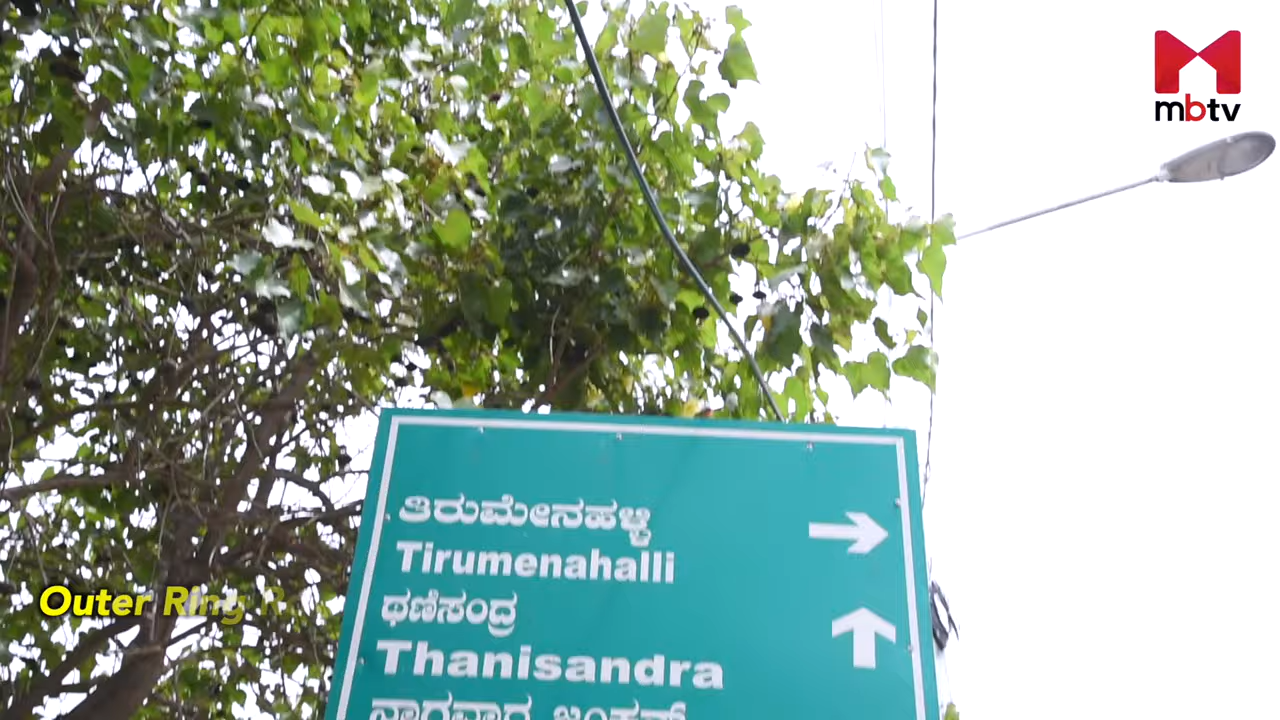 mbtv
ತಿರುಮೇನಹಳ್ಳಿ
Tirumenahalli
ಥಣಿಸಂದ್ರ
Thanisandra
Outer Ring